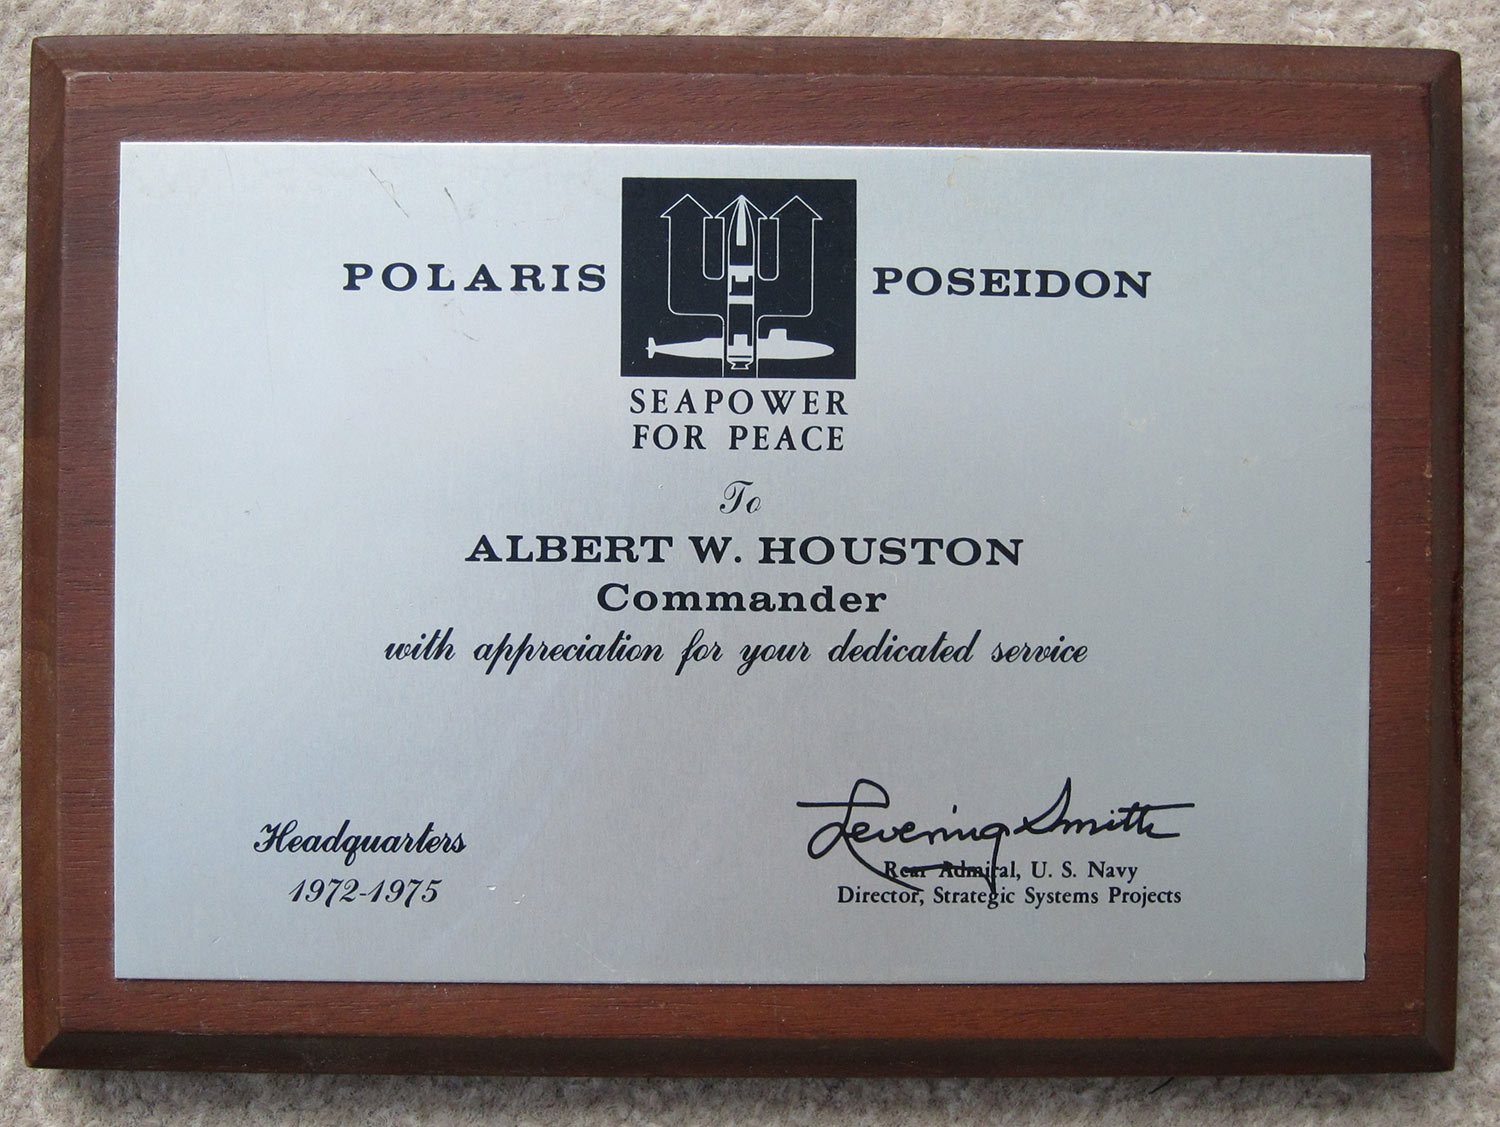 POLARIS POSEIDON
SEAPOWER
FOR PEACE
To
ALBERT W. HOUSTON
Commander
with appreciation for your dedicated service
Headquarters
1972-1975
Levering Smith
Rear Admiral, U. S. Navy
Director, Strategic Systems Projects